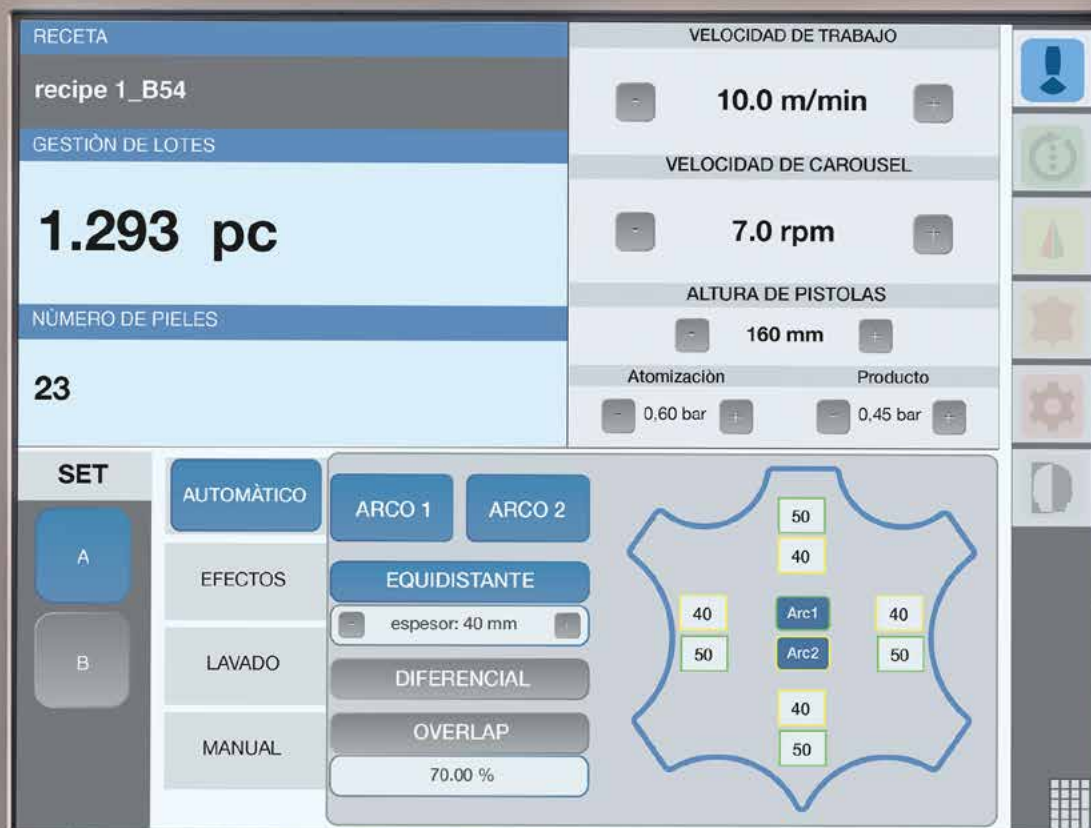 RECETA
recipe 1_B54
GESTIÒN DE LOTES
1.293 pc
NÙMERO DE PIELES
23
VELOCIDAD DE TRABAJO
- 10.0 m/min +
VELOCIDAD DE CAROUSEL
- 7.0 rpm +
ALTURA DE PISTOLAS
- 160 mm +
Atomizaciòn Producto
- 0,60 bar + - 0,45 bar +
SET
A
B
AUTOMÀTICO
EFECTOS
LAVADO
MANUAL
ARCO 1 ARCO 2
EQUIDISTANTE
- espesor: 40 mm +
DIFERENCIAL
OVERLAP
70.00 %
50
40
40 Arc1 40
50 Arc2 50
40
50